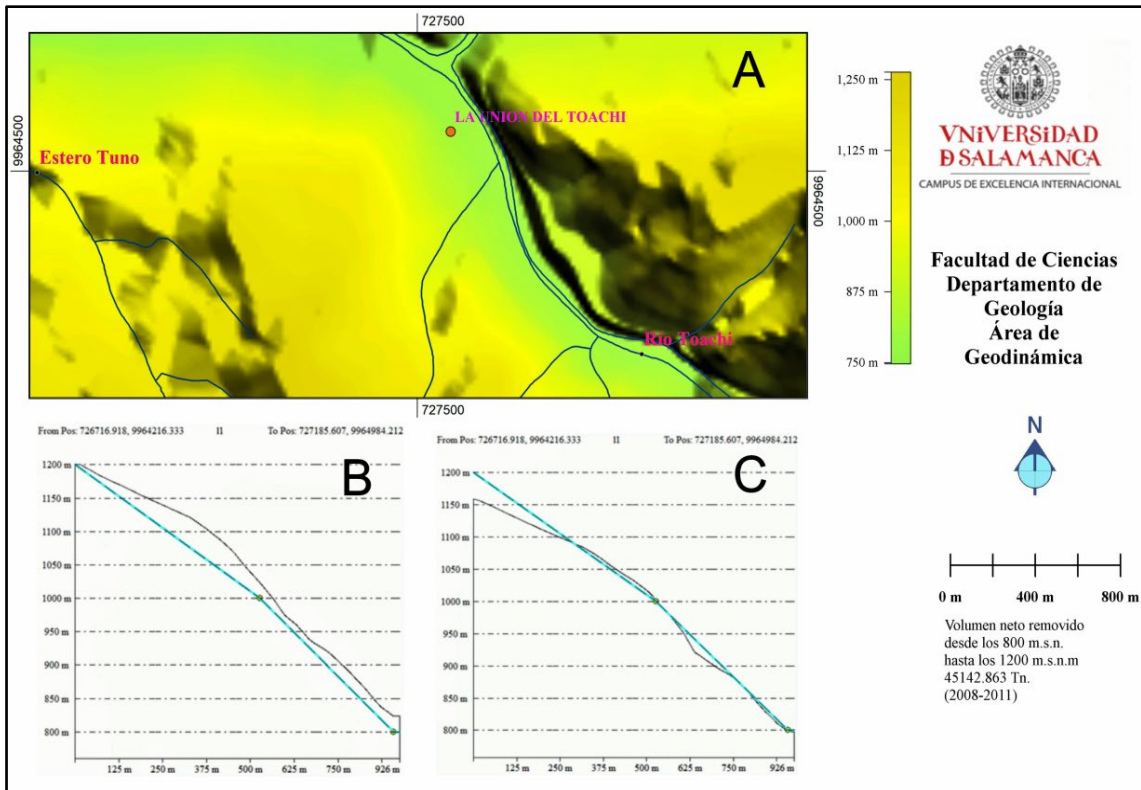 727500
A
9964500
LA UNION DEL TOACHI
Estero Tuno
Rio Toachi
9964500
727500
1,250 m
1,125 m
1,000 m
875 m
750 m
VNiVERSiDAD
D SALAMANCA
CAMPUS DE EXCELENCIA INTERNACIONAL
Facultad de Ciencias
Departamento de
Geología
Área de
Geodinámica
N
0 m 400 m 800 m
Volumen neto removido
desde los 800 m.s.n.
hasta los 1200 m.s.n.m
45142.863 Tn.
(2008-2011)
From Pos: 726716.918, 9964216.333 11 To Pos: 727185.607, 9964984.212
B
1200 m
1150 m
1100 m
1050 m
1000 m
950 m
900 m
850 m
800 m
125 m 250 m 500 m 625 m 750 m 926 m
From Pos: 726716.918, 9964216.333 11 To Pos: 727185.607, 9964984.212
C
1200 m
1150 m
1100 m
1050 m
1000 m
950 m
900 m
850 m
800 m
125 m 250 m 500 m 625 m 750 m 926 m